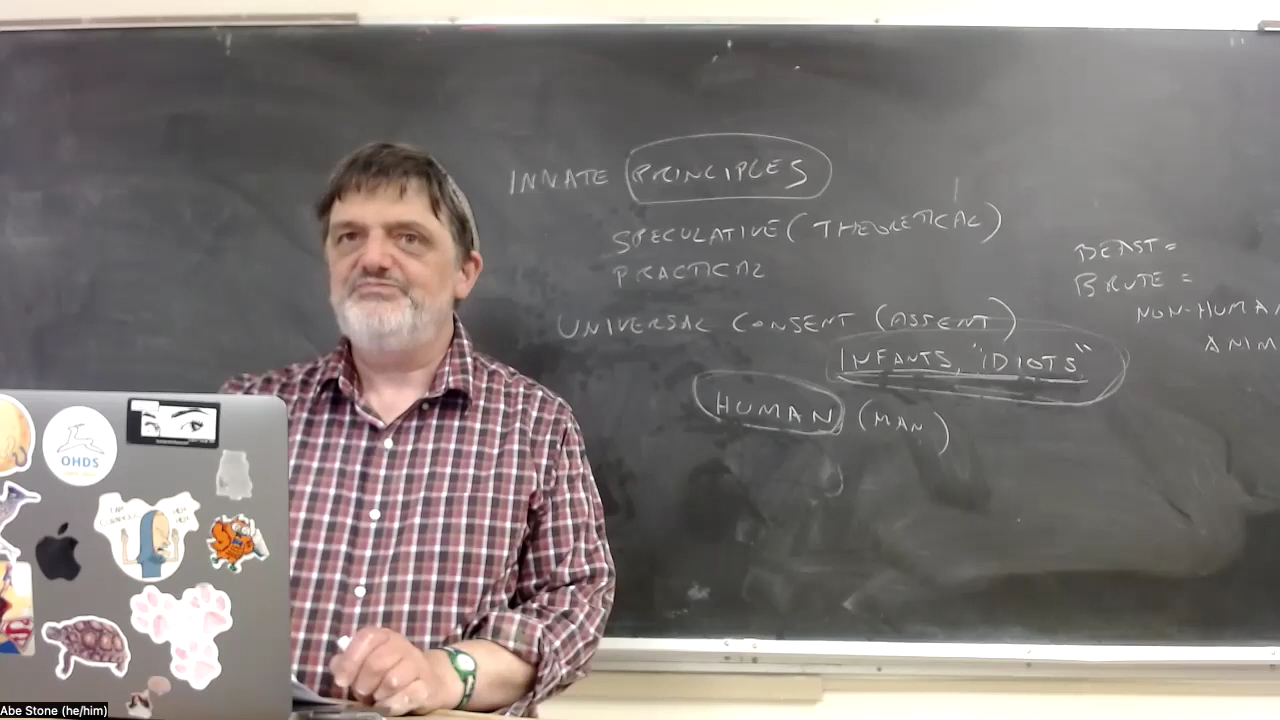 INNATE PRINCIPLES
SPECULATIVE (THEORETICAL)
PRACTICAL
UNIVERSAL CONSENT (ASSENT)
INFANTS, "IDIOTS"
HUMAN (MAN)
BEAST =
BRUTE =
NON-HUMAN
ANIM
OHDS
Abe Stone (he/him)